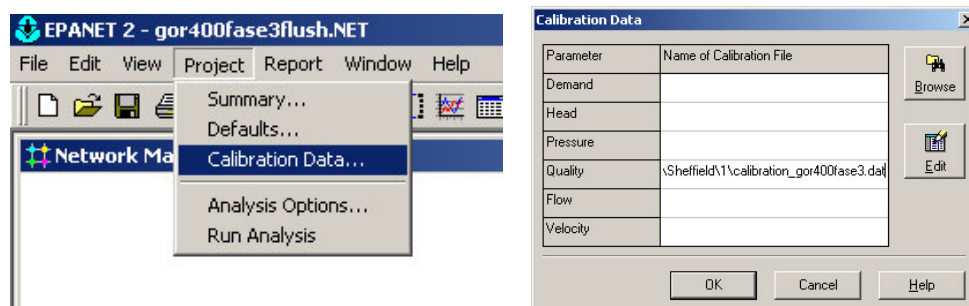 EPANET 2 - gor400fase3flush.NET
File Edit View Project Report Window Help
Summary...
Defaults...
Network Ma
Calibration Data...
Analysis Options...
Run Analysis
Calibration Data
Parameter Name of Calibration File
Demand
Head
Pressure
Quality \Sheffield\1\calibration_gor400fase3.dat
Flow
Velocity
Browse
Edit
OK Cancel Help